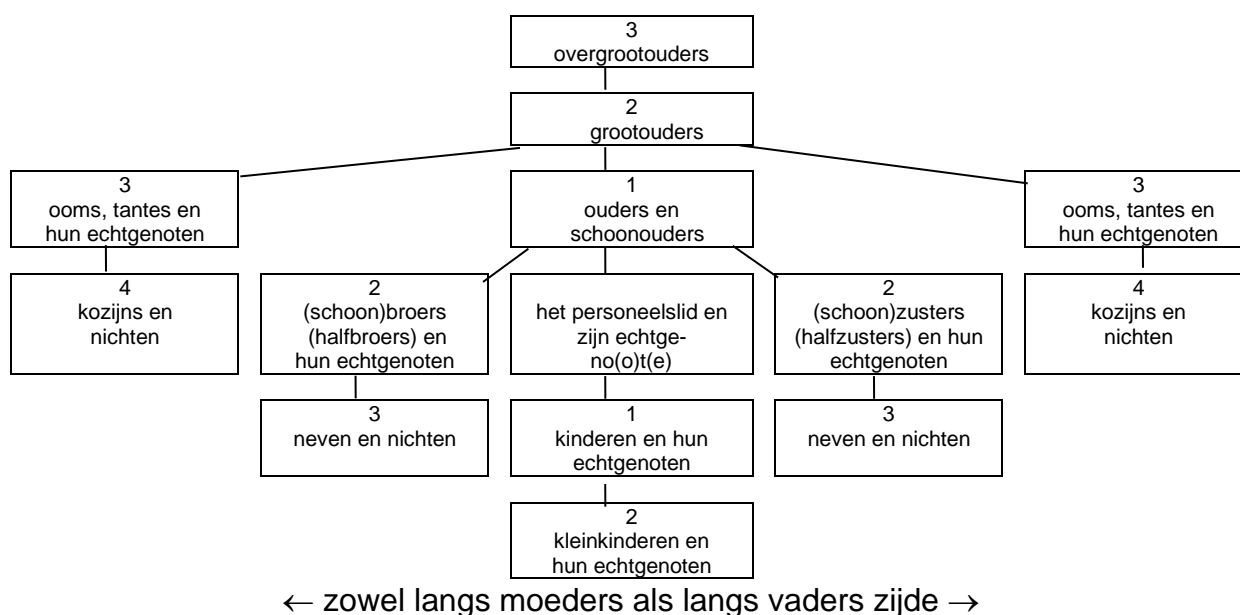 3
overgrootouders
2
grootouders
3
ooms, tantes en
hun echtgenoten
1
ouders en
schoonouders
3
ooms, tantes en
hun echtgenoten
4
kozijns en
nichten
2
(schoon)broers
(halfbroers) en
hun echtgenoten
het personeelslid en
zijn echtge-
no(o)t(e)
2
(schoon)zusters
(halfzusters) en hun
echtgenoten
4
kozijns en
nichten
3
neven en nichten
1
kinderen en hun
echtgenoten
3
neven en nichten
2
kleinkinderen en
hun echtgenoten
← zowel langs moeders als langs vaders zijde →